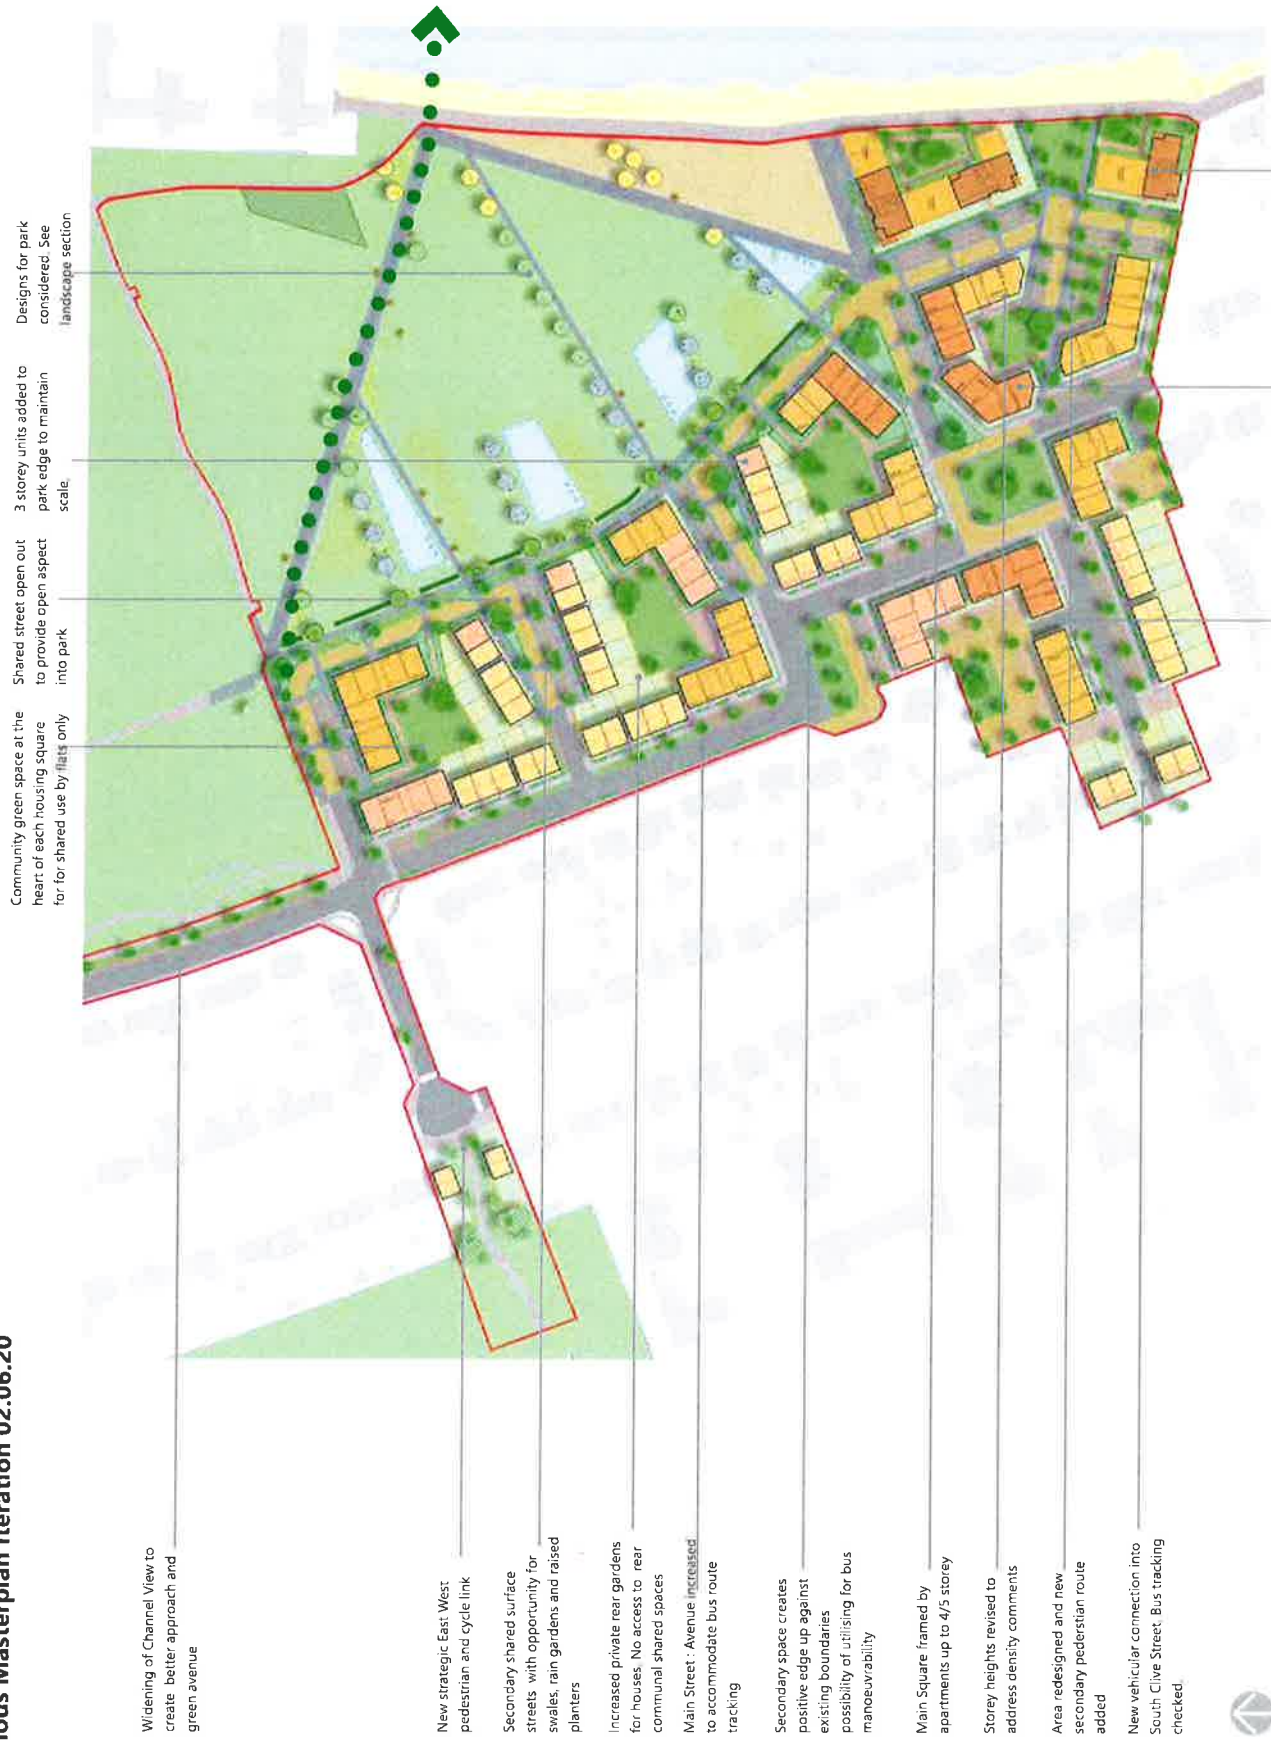 Masterplan Iteration 02.06.20
Community green space at the
heart of each housing square
for for shared use by flats only
Shared street open out
to provide open aspect
into park
3 storey units added to
park edge to maintain
scale.
Designs for park
considered. See
landscape section
Widening of Channel View to
create better approach and
green avenue
New strategic East West
pedestrian and cycle link
Secondary shared surface
streets with opportunity for
swales, rain gardens and raised
planters
Increased private rear gardens
for houses. No access to rear
communal shared spaces
Main Street : Avenue increased
to accommodate bus route
tracking
Secondary space creates
positive edge up against
existing boundaries
possibility of utilising for bus
manoeuvrability
Main Square framed by
apartments up to 4/5 storey
Storey heights revised to
address density comments
Area redesigned and new
secondary pederstian route
added
New vehicular connection into
South Clive Street. Bus tracking
checked.